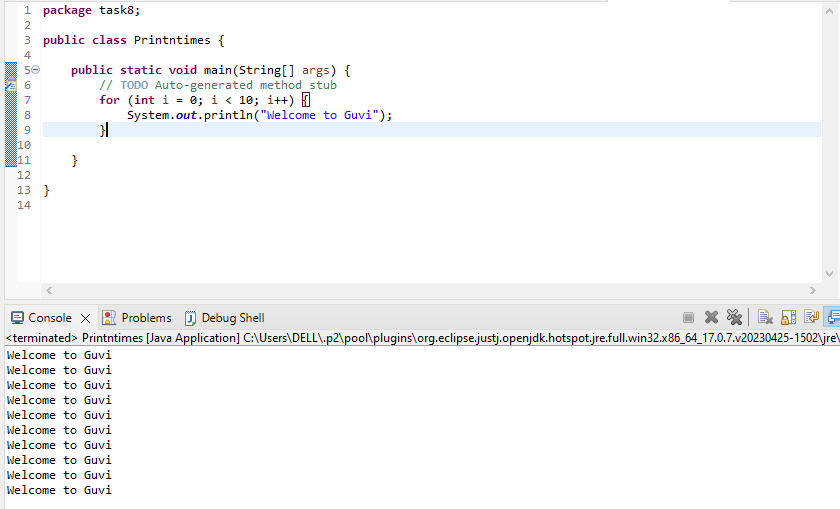 1 package task8;
2
3 public class Printntimes {
4
5 public static void main(String[] args) {
6 // TODO Auto-generated method stub
7 for (int i = 0; i < 10; i++) {
8 System.out.println("Welcome to Guvi");
9 }
10
11 }
12
13 }
14
Console Problems Debug Shell
<terminated> Printntimes [Java Application] C:\Users\DELL\.p2\pool\plugins\org.eclipse.justj.openjdk.hotspot.jre.full.win32.x86_64_17.0.7.v20230425-1502\jre\
Welcome to Guvi
Welcome to Guvi
Welcome to Guvi
Welcome to Guvi
Welcome to Guvi
Welcome to Guvi
Welcome to Guvi
Welcome to Guvi
Welcome to Guvi
Welcome to Guvi